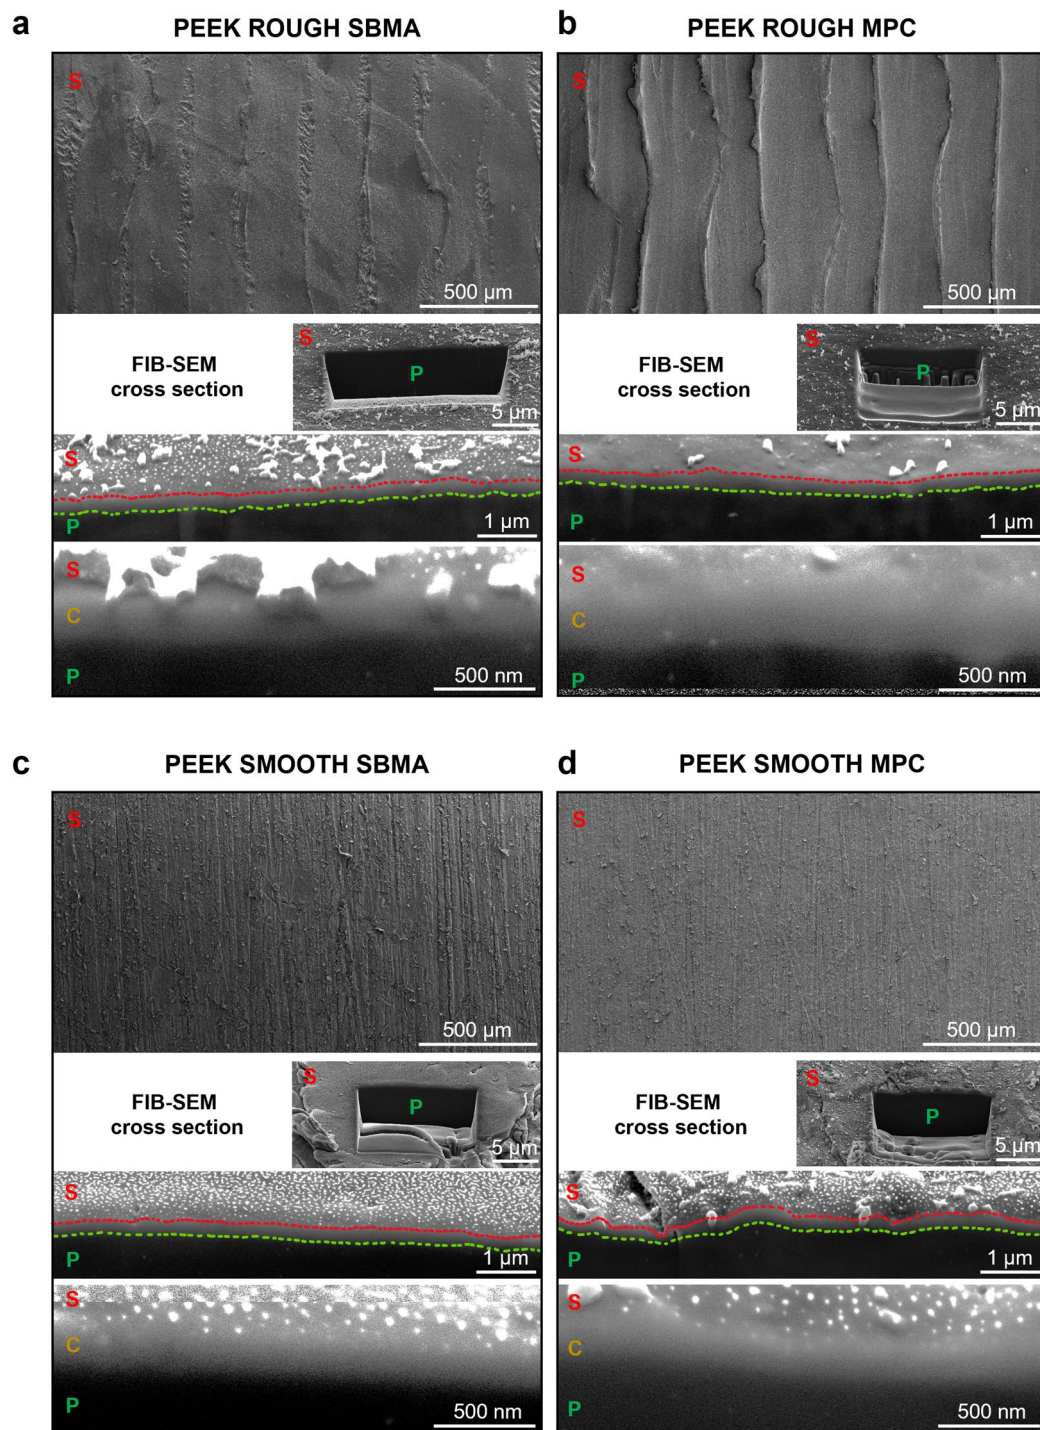 a PEEK ROUGH SBMA
S
500 µm
FIB-SEM
cross section
S
P
5 µm
S
P
1 µm
S
C
P
500 nm
b PEEK ROUGH MPC
S
500 µm
FIB-SEM
cross section
S
P
5 µm
S
P
1 µm
S
C
P
500 nm
c PEEK SMOOTH SBMA
S
500 µm
FIB-SEM
cross section
S
P
5 µm
S
P
1 µm
S
C
P
500 nm
d PEEK SMOOTH MPC
S
500 µm
FIB-SEM
cross section
S
P
5 µm
S
P
1 µm
S
C
P
500 nm